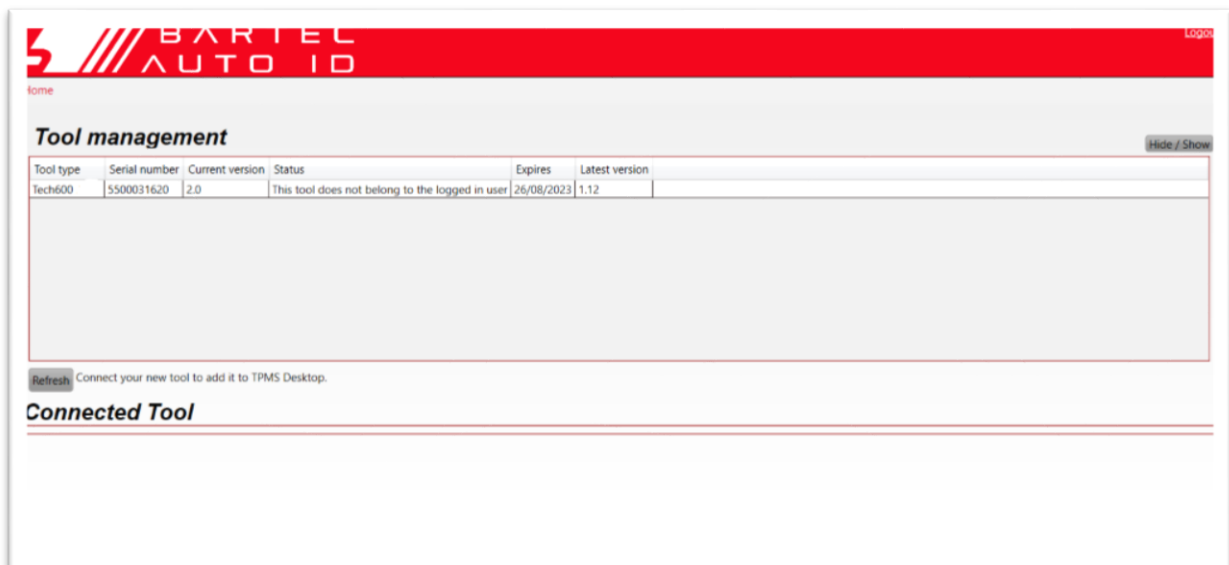 BARTEL
AUTO ID
Logou
Home
Tool management
Hide / Show
Tool type Serial number Current version Status Expires Latest version
Tech600 5500031620 2.0 This tool does not belong to the logged in user 26/08/2023 1.12
Refresh Connect your new tool to add it to TPMS Desktop.
Connected Tool